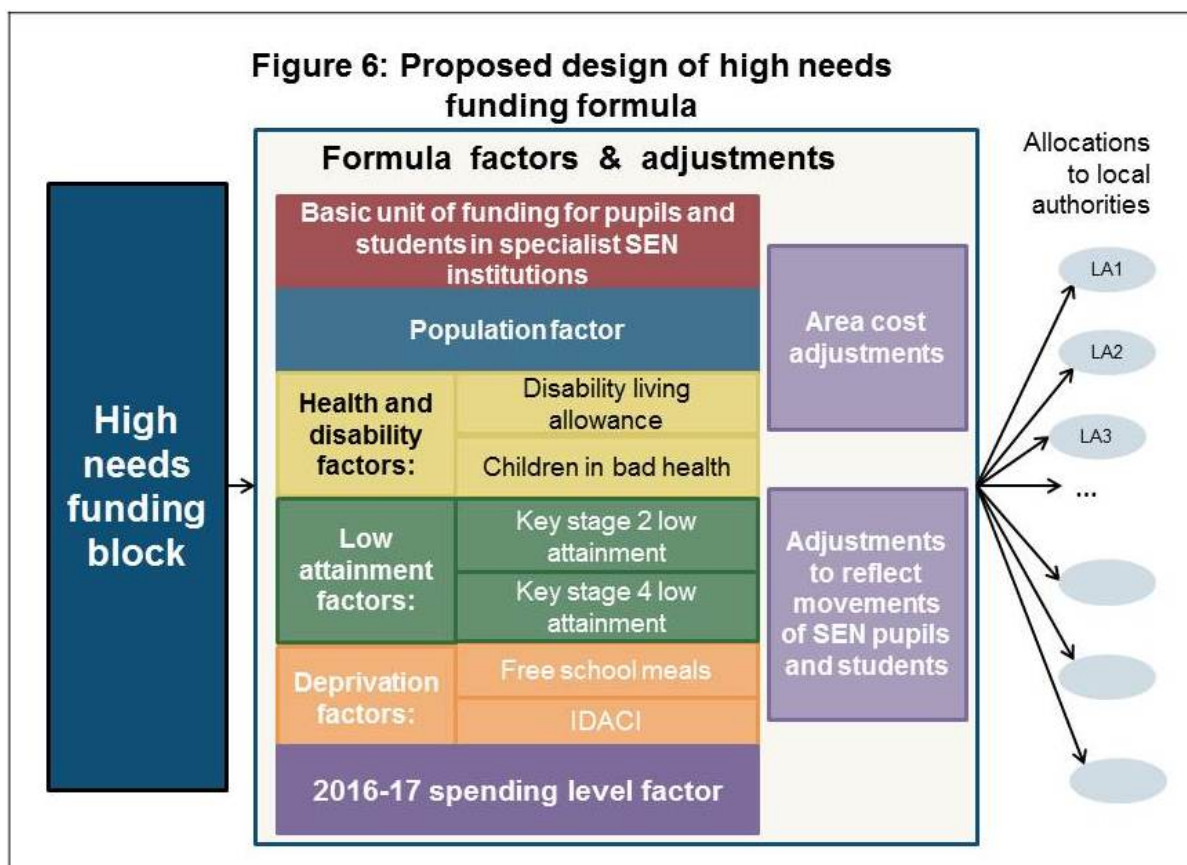 Figure 6: Proposed design of high needs
funding formula
Formula factors & adjustments
High
needs
funding
block
Basic unit of funding for pupils and
students in specialist SEN
institutions
Population factor
Health and
disability
factors:
Disability living
allowance
Children in bad health
Low
attainment
factors:
Key stage 2 low
attainment
Key stage 4 low
attainment
Deprivation
factors:
Free school meals
IDACI
2016-17 spending level factor
Area cost
adjustments
Adjustments
to reflect
movements
of SEN pupils
and students
Allocations
to local
authorities
LA1
LA2
LA3
...